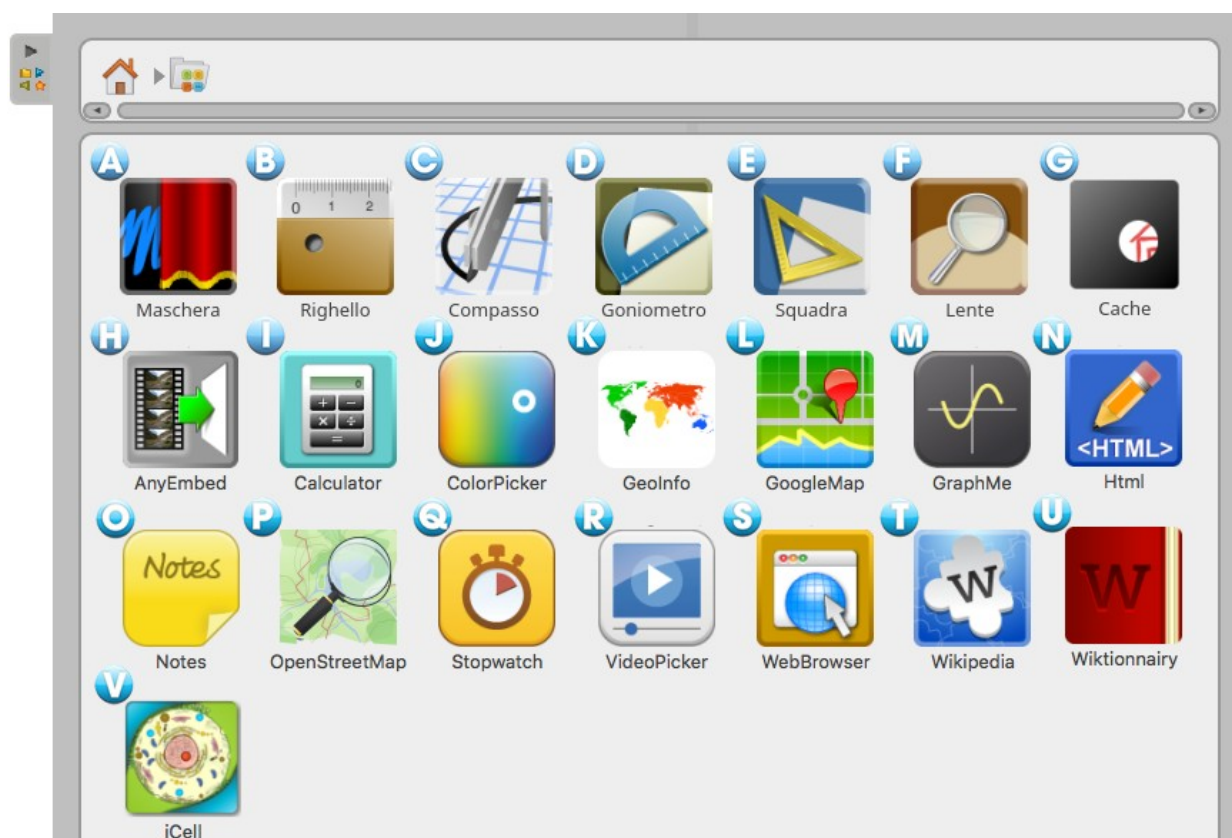 A B C D E F G
0 1 2
Maschera Righello Compasso Goniometro Squadra Lente Cache
H I J K L M N
0
+ −
× ÷
=
<HTML>
AnyEmbed Calculator ColorPicker GeoInfo GoogleMap GraphMe Html
O P Q R S T U
Notes W W
Notes OpenStreetMap Stopwatch VideoPicker WebBrowser Wikipedia Wiktionnairy
V
iCell